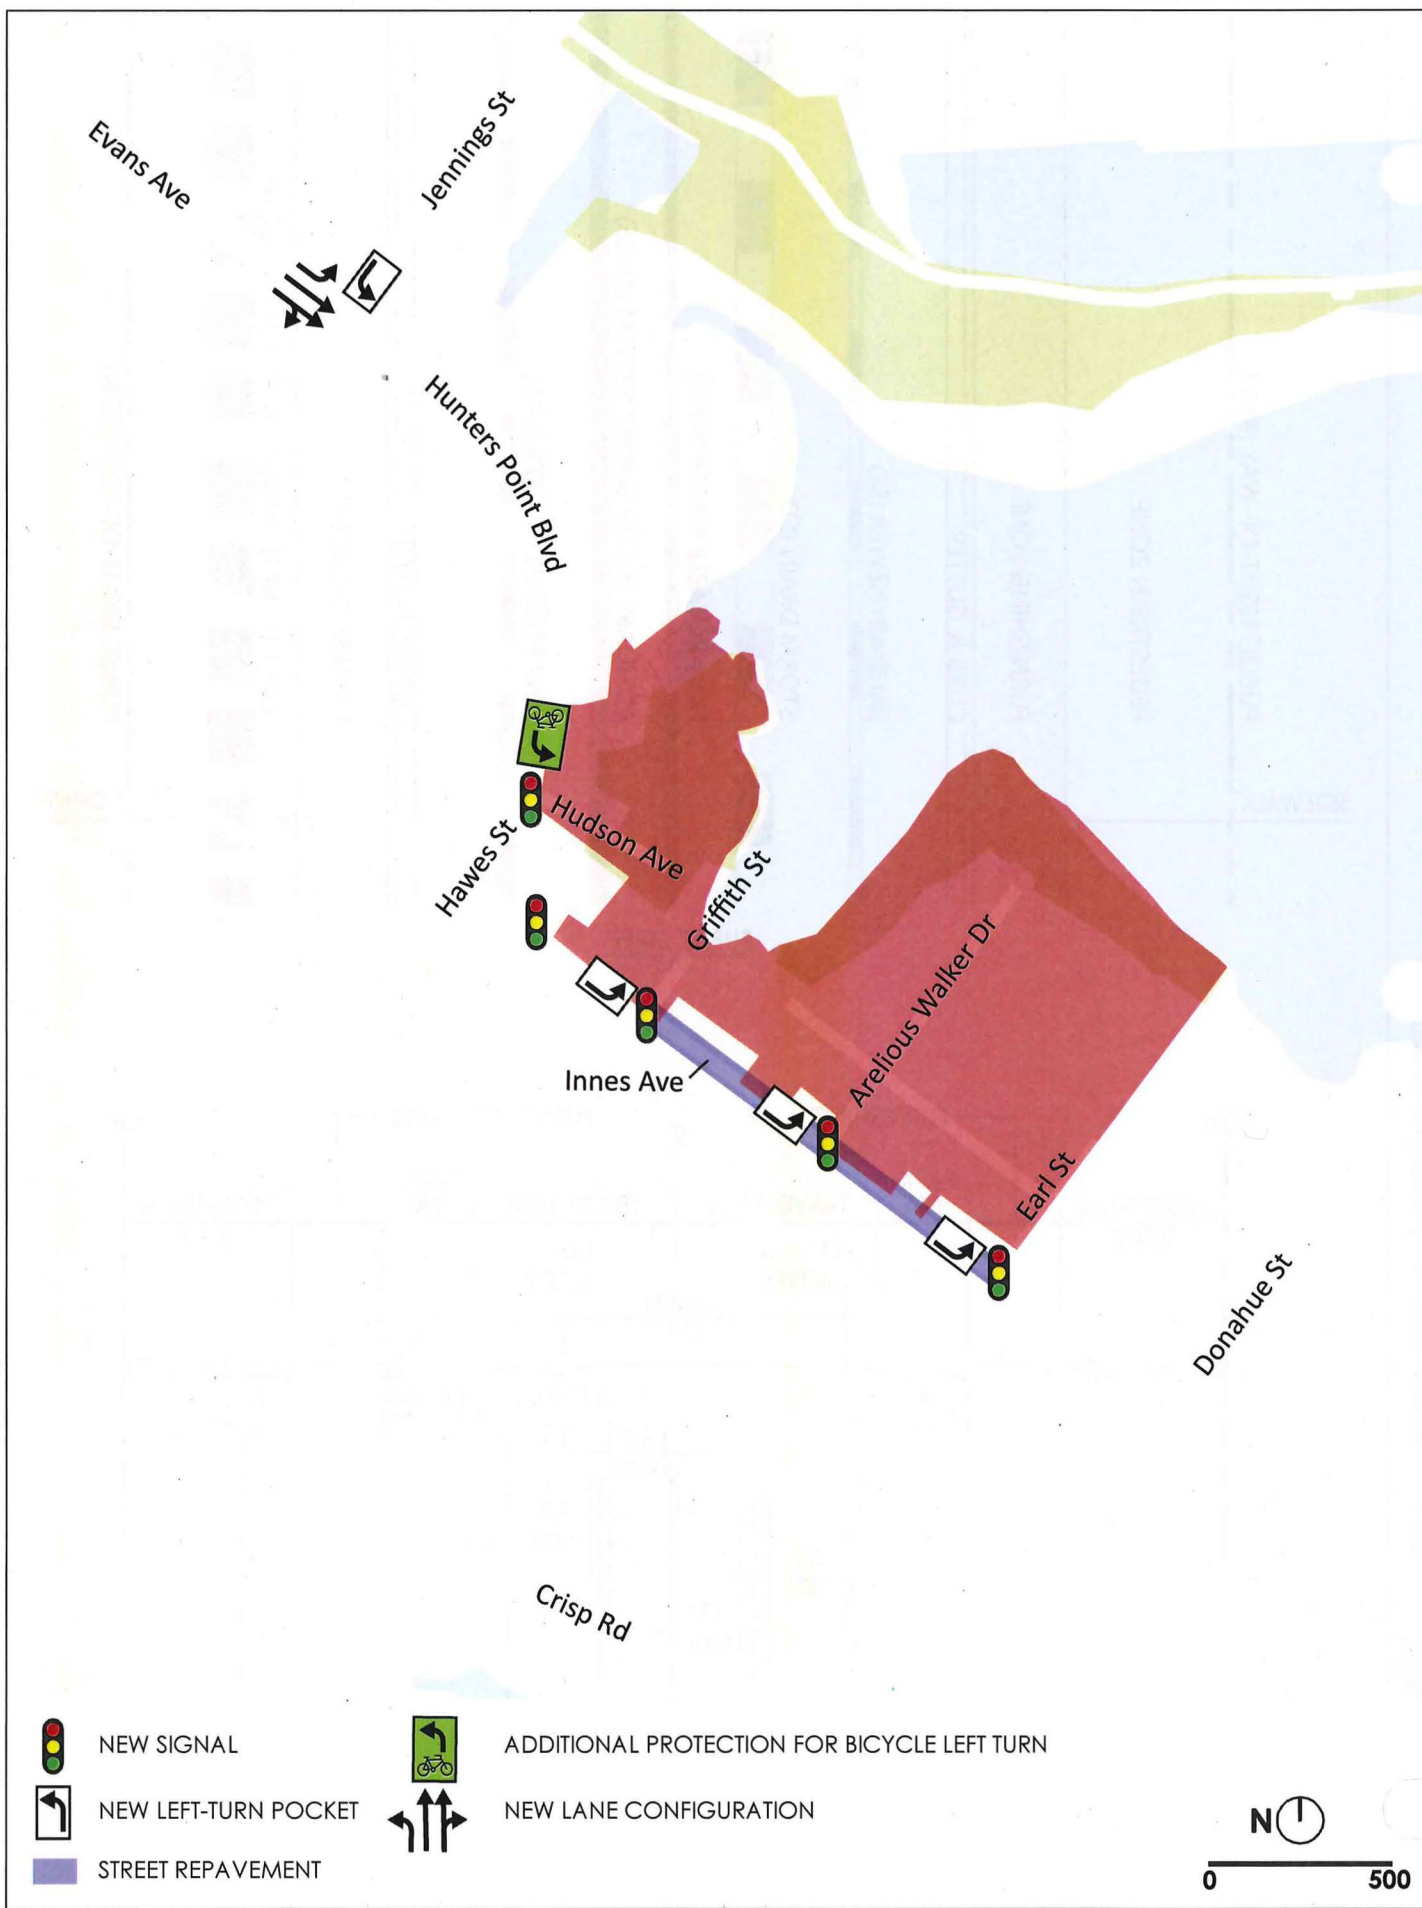 Evans Ave
Jennings St
Hunters Point Blvd
Hudson Ave
Hawes St
Griffith St
Arelious Walker Dr
Innes Ave
Earl St
Donahue St
Crisp Rd
NEW SIGNAL
ADDITIONAL PROTECTION FOR BICYCLE LEFT TURN
NEW LEFT-TURN POCKET
NEW LANE CONFIGURATION
STREET REPAVEMENT
N
0 500